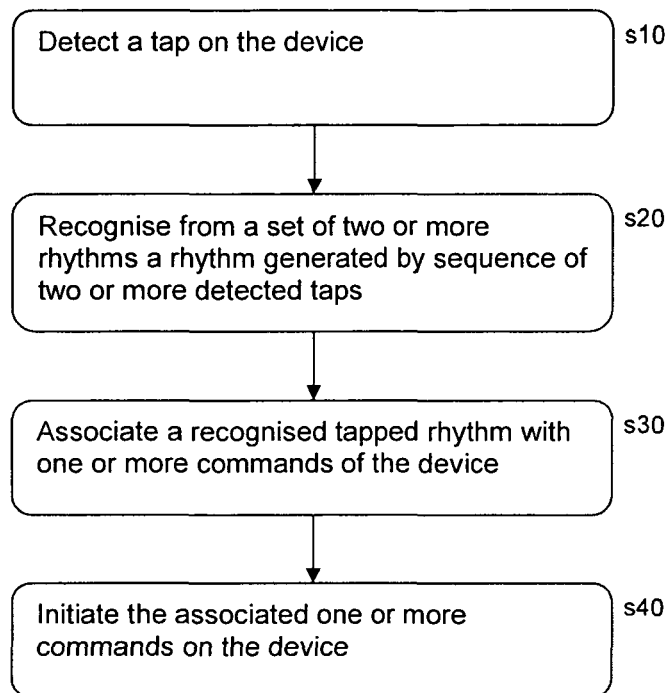 Detect a tap on the device
s10
Recognise from a set of two or more
rhythms a rhythm generated by sequence of
two or more detected taps
s20
Associate a recognised tapped rhythm with
one or more commands of the device
s30
Initiate the associated one or more
commands on the device
s40